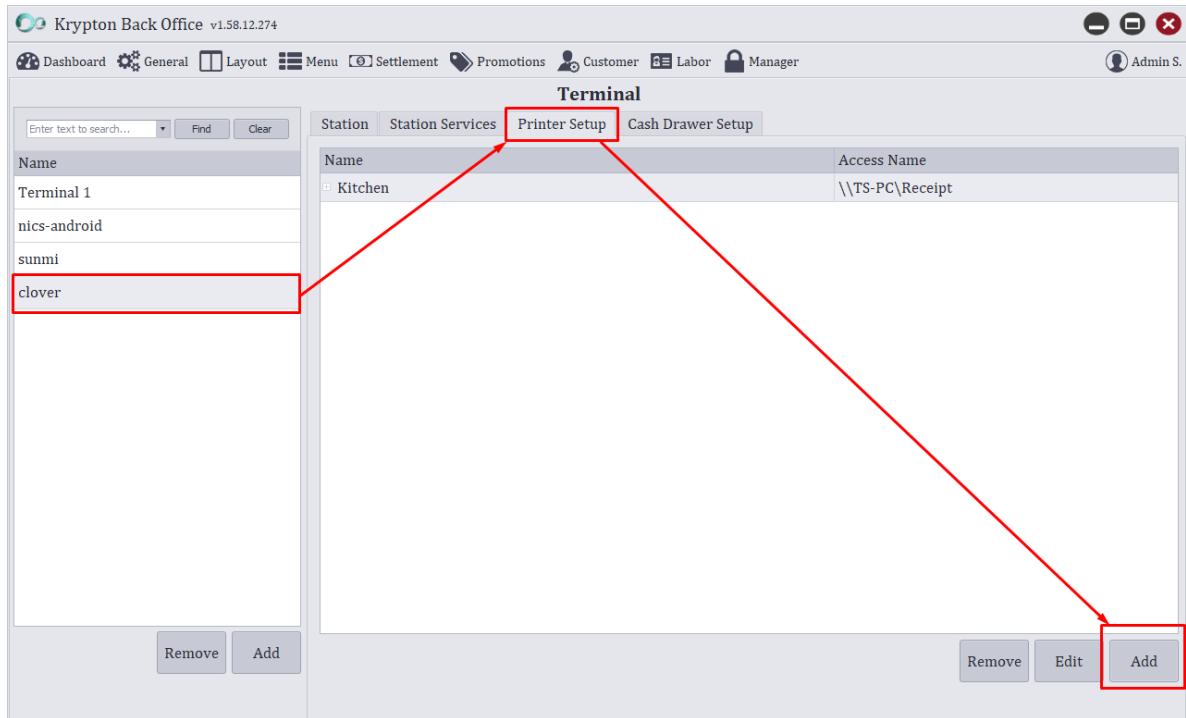 Krypton Back Office v1.58.12.274
Dashboard General Layout Menu Settlement Promotions Customer Labor Manager Admin S.
Terminal
Enter text to search... Find Clear
Station Station Services Printer Setup Cash Drawer Setup
Name
Name Access Name
Terminal 1
Kitchen \\TS-PC\Receipt
nics-android
sunmi
clover
Remove Add
Remove Edit Add